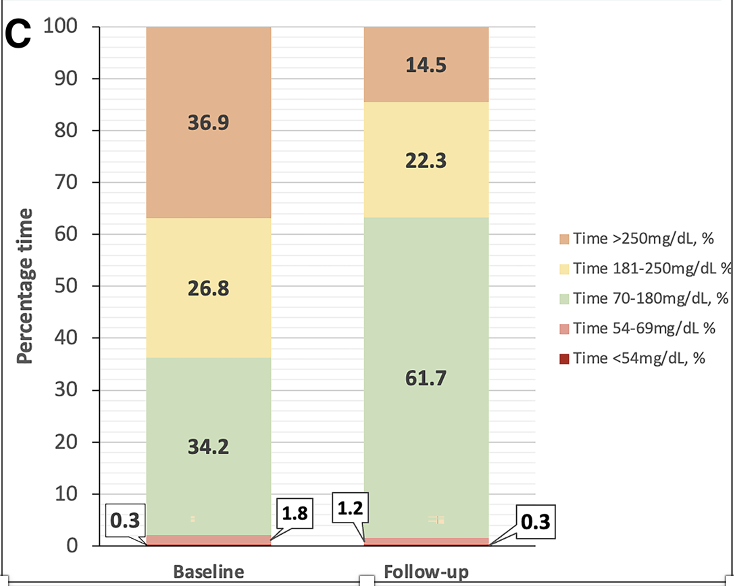 C
100
90
80
70
60
50
40
30
20
10
0
Percentage time
36.9
26.8
34.2
0.3
1.8
14.5
22.3
61.7
1.2
0.3
Baseline
Follow-up
Time >250mg/dL, %
Time 181-250mg/dL %
Time 70-180mg/dL, %
Time 54-69mg/dL %
Time <54mg/dL, %